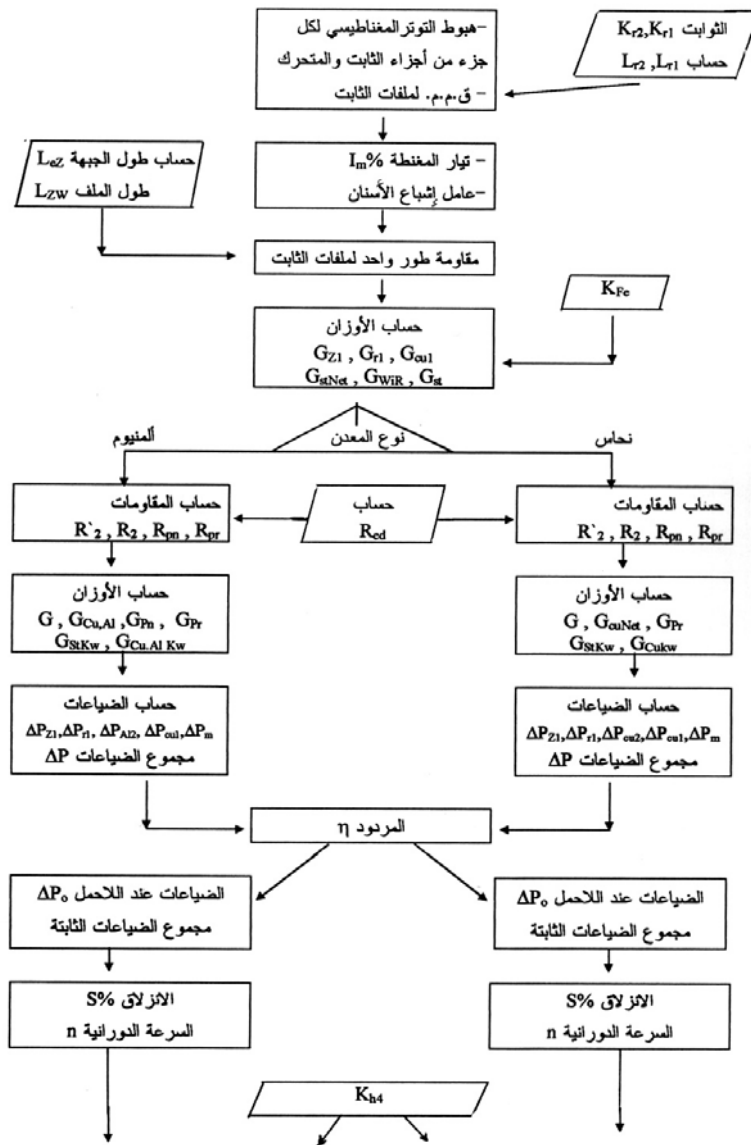 -هبوط التوتر المغناطيسي لكل
جزء من أجزاء الثابت والمتحرك
- ق.م.م. لملفات الثابت
الثوابت Kr2,Kr1
حساب Lr2 ,Lr1
- تيار المغنطة Im%
-عامل إشباع الأسنان
حساب طول الجبهة LeZ
طول الملف LZW
مقاومة طور واحد لملفات الثابت
KFe
حساب الأوزان
GZ1 , Gr1 , Gcu1
GstNet , GWiR , Gst
نوع المعدن
نحاس
ألمنيوم
حساب المقاومات
R`2 , R2 , Rpn , Rpr
حساب
Red
حساب المقاومات
R`2 , R2 , Rpn , Rpr
حساب الأوزان
G , GcuNet , GPr
GStKw , GCukw
حساب الأوزان
G , GCu,Al ,GPn , GPr
GStKw , GCu.Al Kw
حساب الضياعات
ΔPZ1,ΔPr1,ΔPcu2,ΔPcu1,ΔPm
مجموع الضياعات ΔP
حساب الضياعات
ΔPZ1,ΔPr1, ΔPAl2, ΔPcu1,ΔPm
مجموع الضياعات ΔP
المردود η
الضياعات عند اللاحمل ΔPo
مجموع الضياعات الثابتة
الضياعات عند اللاحمل ΔPo
مجموع الضياعات الثابتة
الانزلاق S%
السرعة الدورانية n
الانزلاق S%
السرعة الدورانية n
Kh4